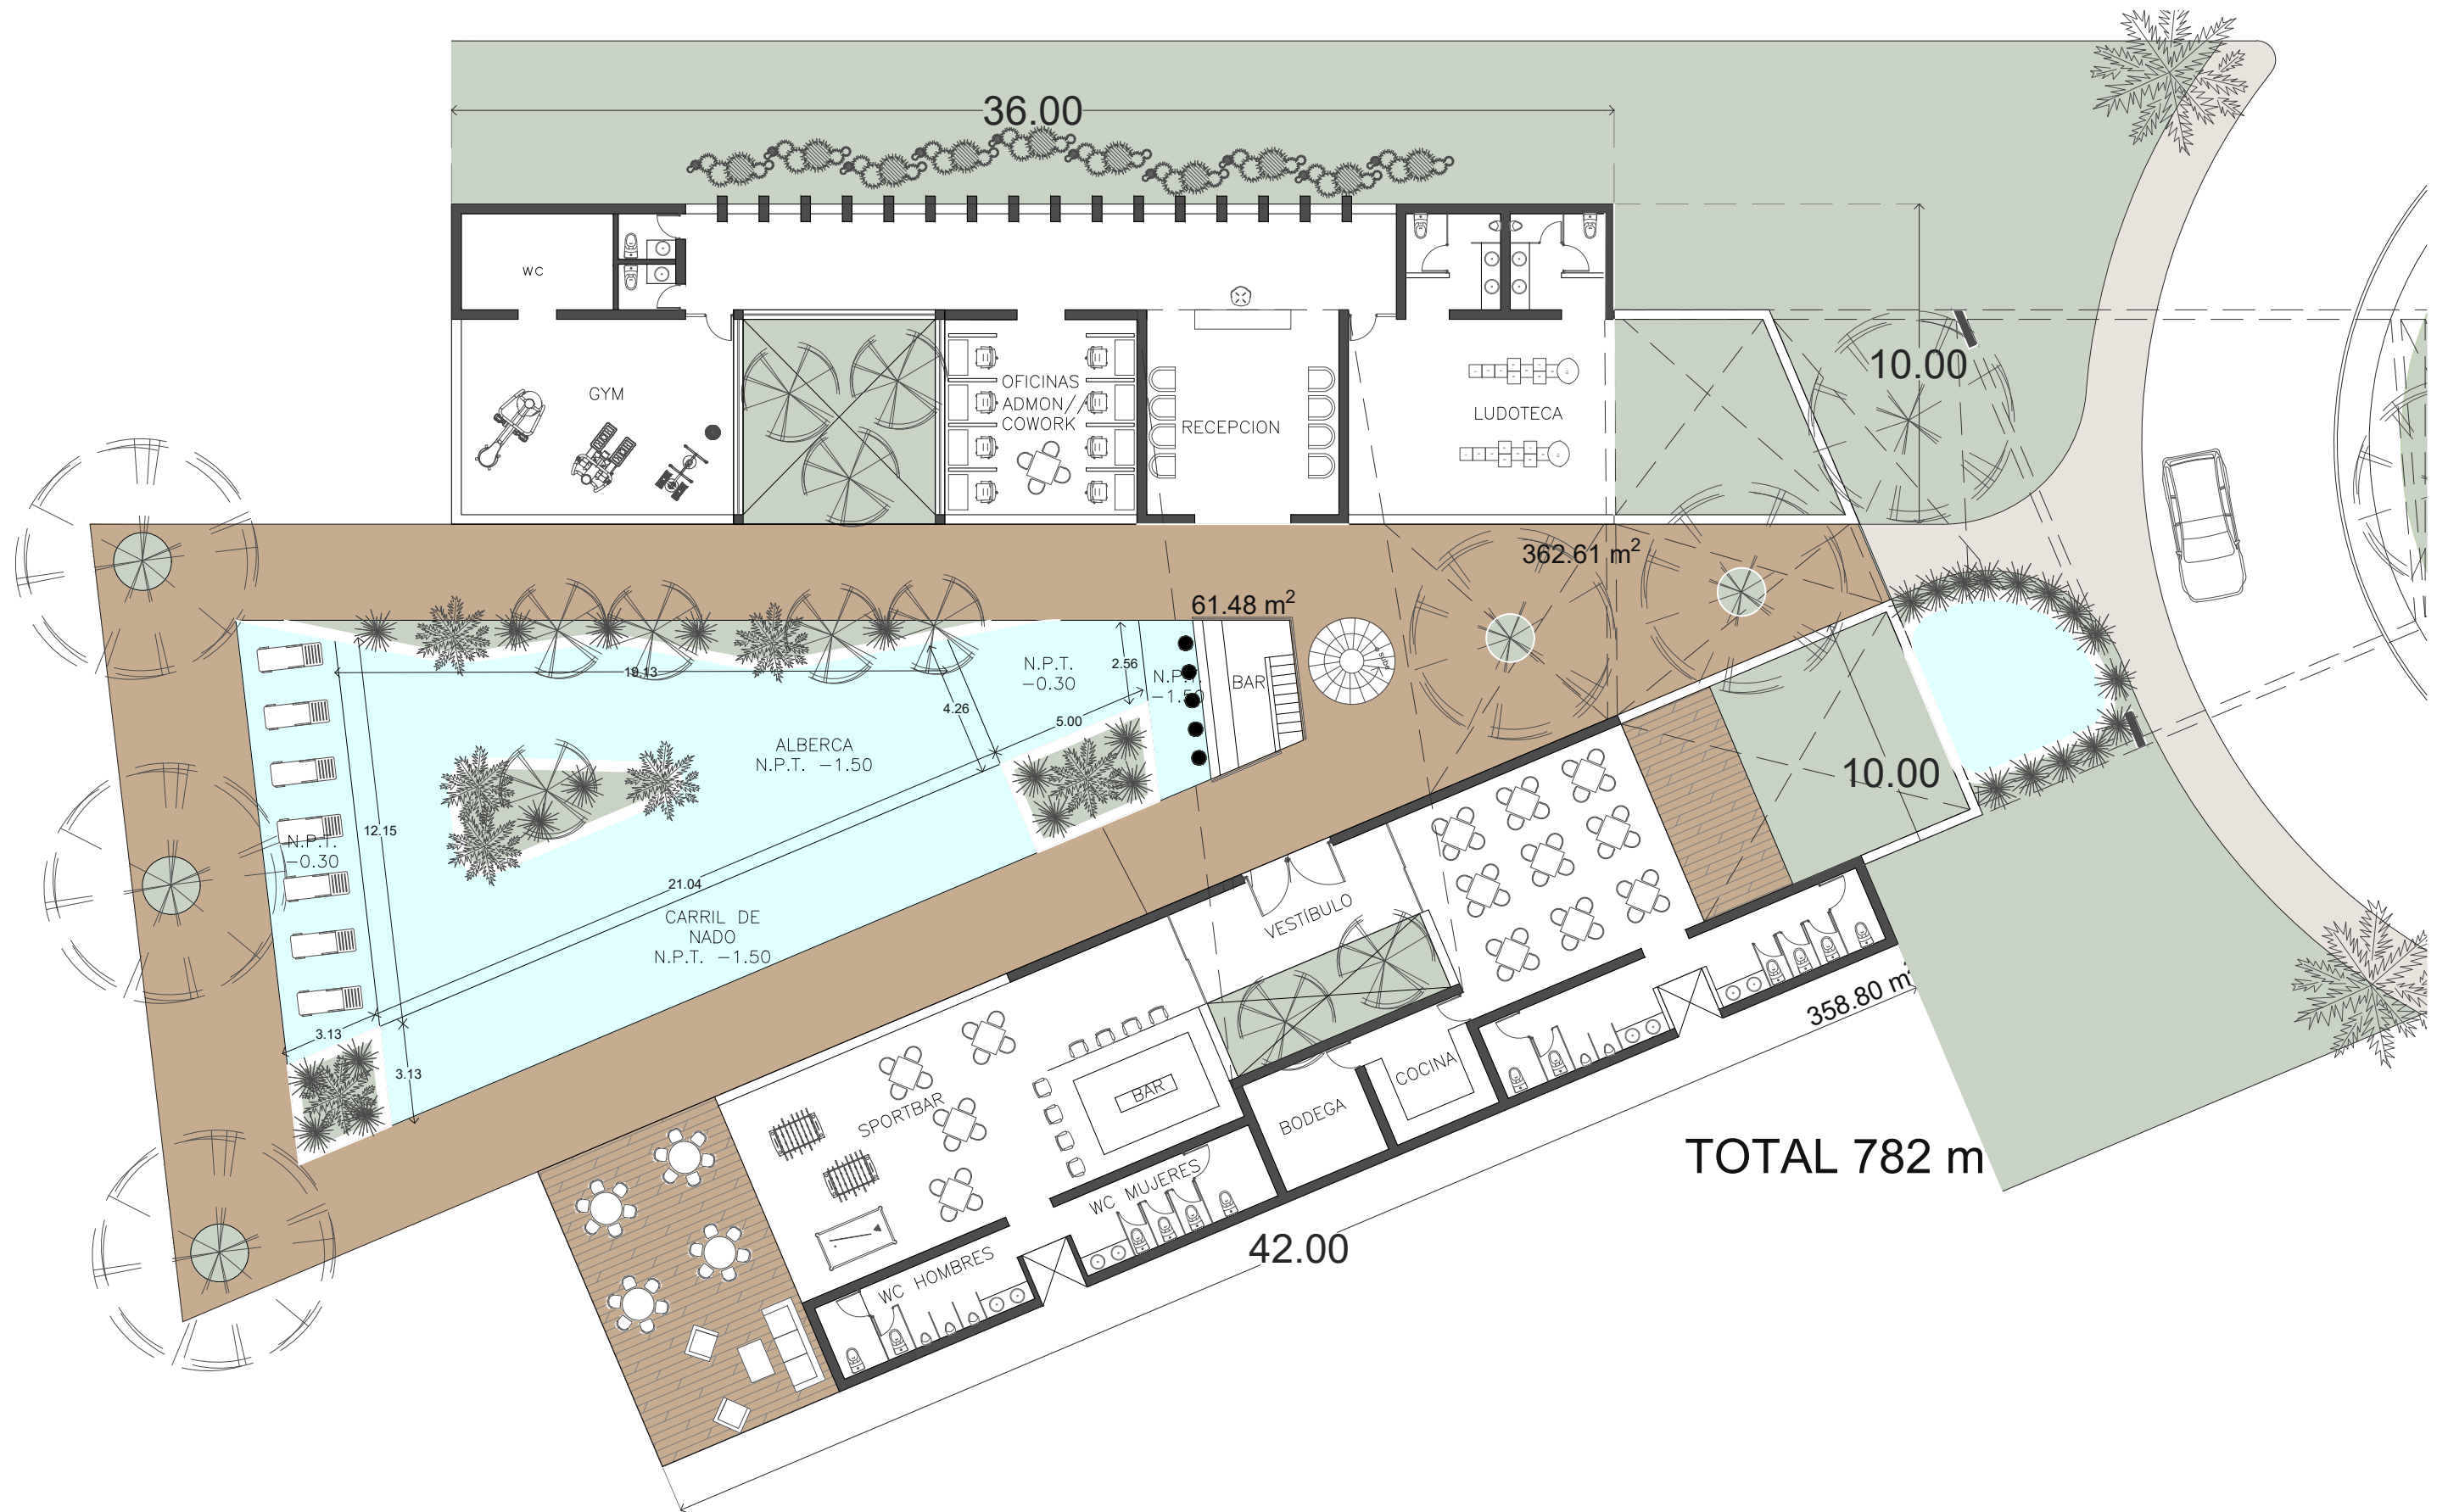 36.00
WC
10.00
GYM
OFICINAS
ADMON//
COWORK
RECEPCION
LUDOTECA
362.61 m2
61.48 m2
19.13
N.P.T.
-0.30
2.56
N.P.T.
-1.50
BAR
4.26
5.00
ALBERCA
N.P.T. -1.50
10.00
12.15
N.P.T.
-0.30
21.04
CARRIL DE
NADO
N.P.T. -1.50
VESTÍBULO
3.13
3.13
358.80 m
SPORTBAR
BAR
COCINA
BODEGA
WC MUJERES
TOTAL 782 m
WC HOMBRES
42.00